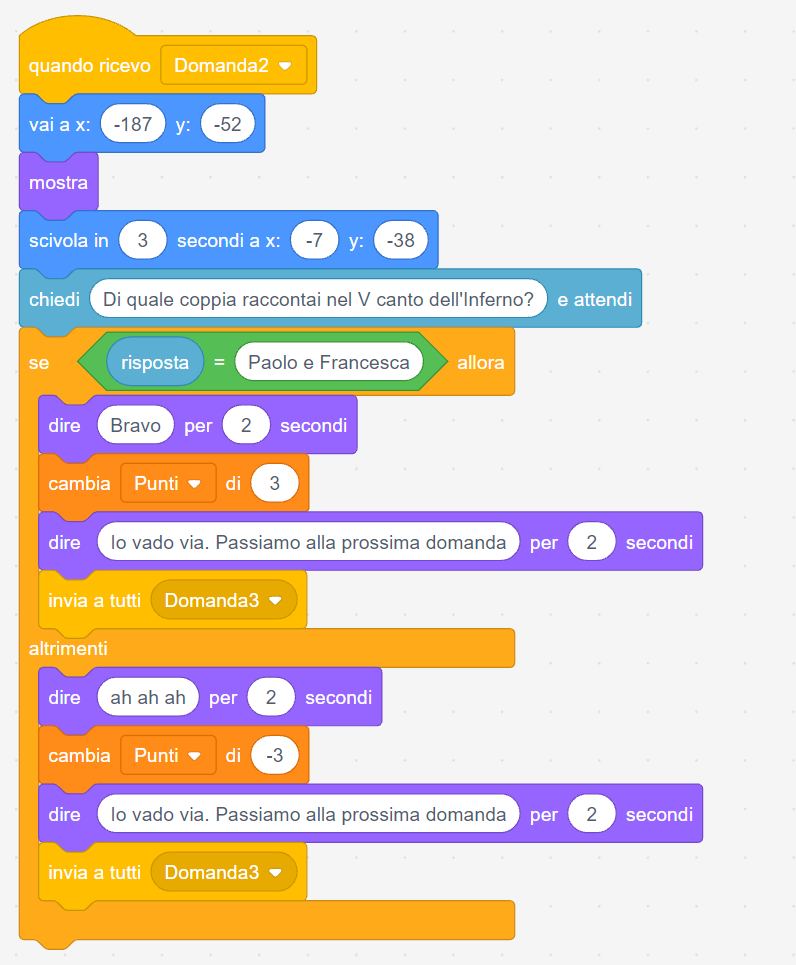 quando ricevo Domanda2
vai a x: -187 y: -52
mostra
scivola in 3 secondi a x: -7 y: -38
chiedi Di quale coppia raccontai nel V canto dell'Inferno? e attendi
se risposta = Paolo e Francesca allora
dire Bravo per 2 secondi
cambia Punti di 3
dire Io vado via. Passiamo alla prossima domanda per 2 secondi
invia a tutti Domanda3
altrimenti
dire ah ah ah per 2 secondi
cambia Punti di -3
dire Io vado via. Passiamo alla prossima domanda per 2 secondi
invia a tutti Domanda3